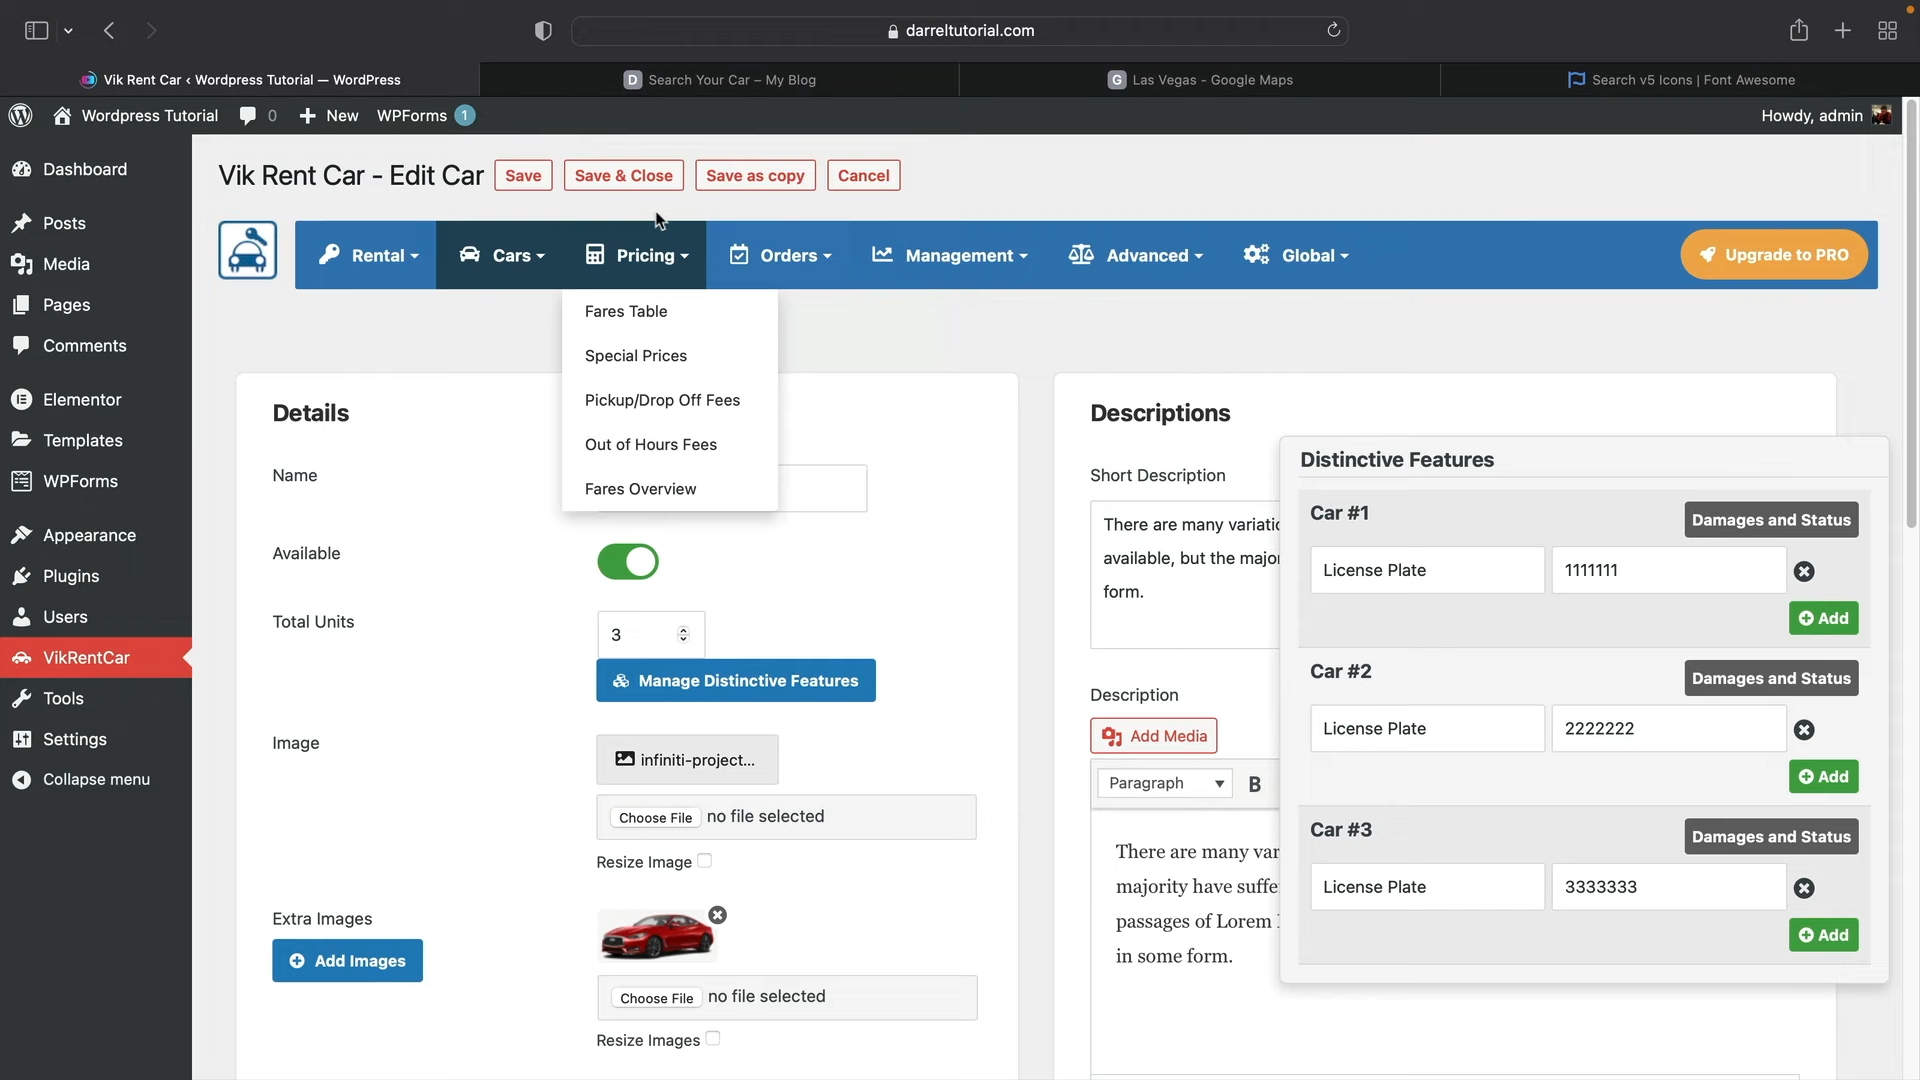 darreltutorial.com
Vik Rent Car ‹ Wordpress Tutorial — WordPress
D Search Your Car – My Blog
G Las Vegas - Google Maps
Search v5 Icons | Font Awesome
Wordpress Tutorial
0
New
WPForms 1
Howdy, admin
Dashboard
Posts
Media
Pages
Comments
Elementor
Templates
WPForms
Appearance
Plugins
Users
VikRentCar
Tools
Settings
Collapse menu
Vik Rent Car - Edit Car
Save
Save & Close
Save as copy
Cancel
Rental
Cars
Pricing
Orders
Management
Advanced
Global
Upgrade to PRO
Fares Table
Special Prices
Pickup/Drop Off Fees
Out of Hours Fees
Fares Overview
Details
Name
Available
Total Units
3
Manage Distinctive Features
Image
infiniti-project...
Choose File no file selected
Resize Image
Extra Images
Add Images
Choose File no file selected
Resize Images
Descriptions
Short Description
There are many
available, but the
form.
Description
Add Media
Paragraph
B
There are many
majority have
passages of Lorem
in some form.
Distinctive Features
Car #1
Damages and Status
License Plate
1111111
Add
Car #2
Damages and Status
License Plate
2222222
Add
Car #3
Damages and Status
License Plate
3333333
Add